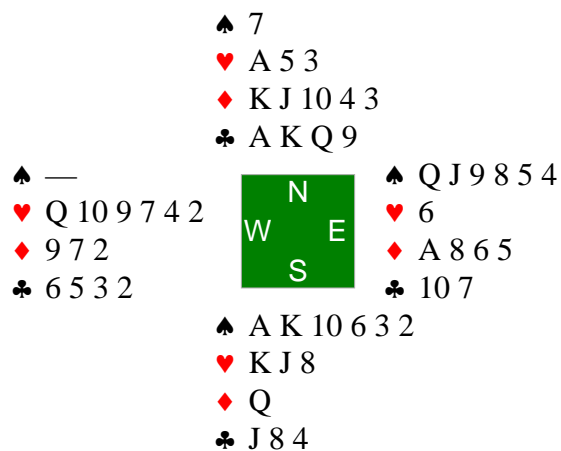 ♠ 7
♥ A 5 3
♦ K J 10 4 3
♣ A K Q 9
♠ —
♥ Q 10 9 7 4 2
♦ 9 7 2
♣ 6 5 3 2
N
W E
S
♠ Q J 9 8 5 4
♥ 6
♦ A 8 6 5
♣ 10 7
♠ A K 10 6 3 2
♥ K J 8
♦ Q
♣ J 8 4